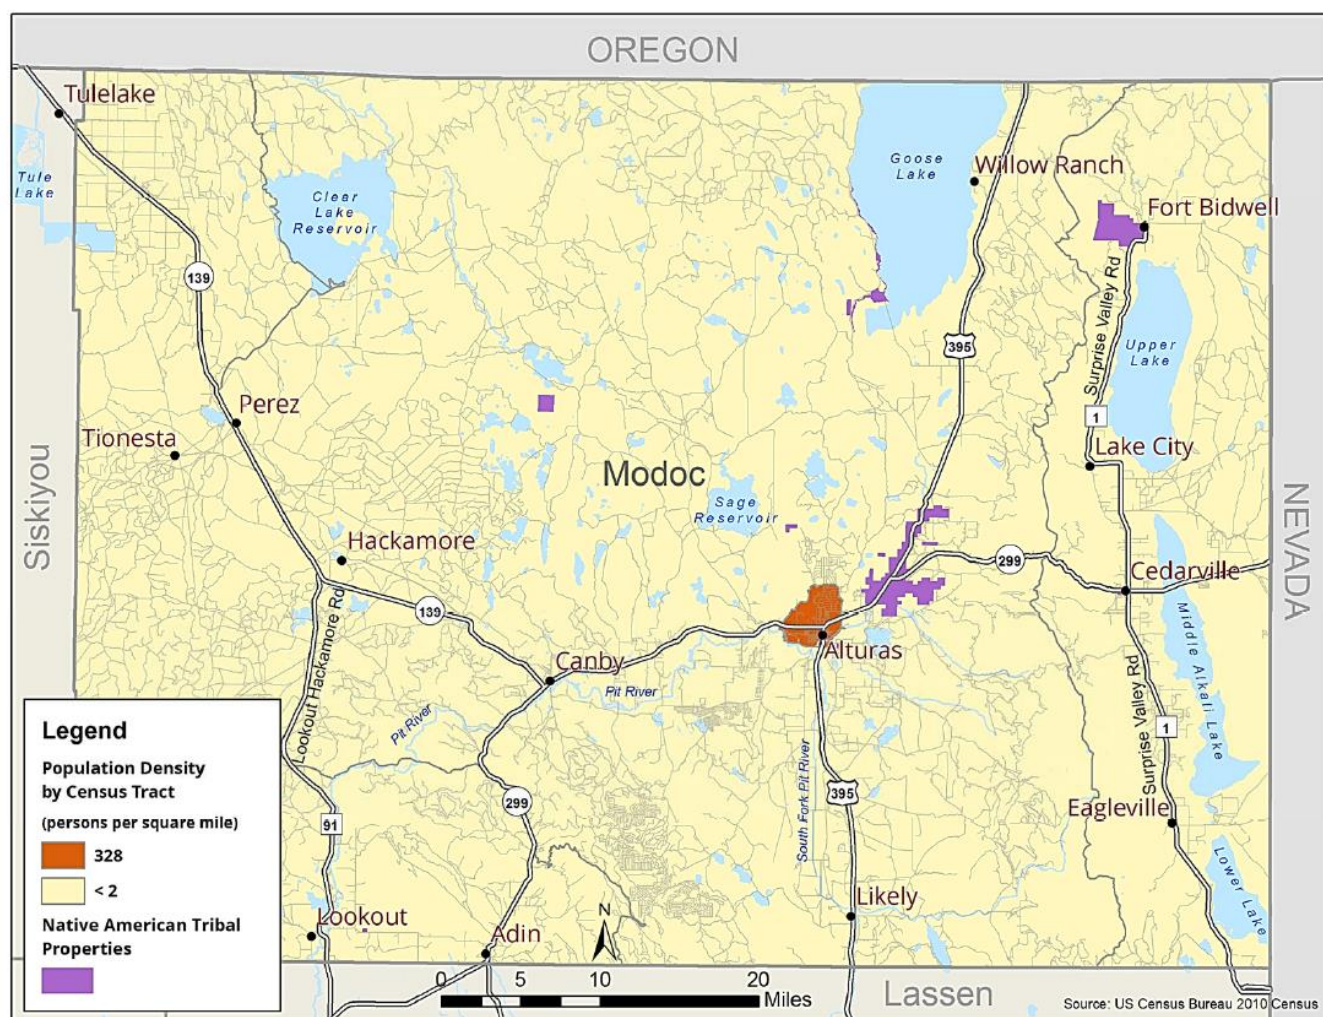 OREGON
Tulelake
Tule
Lake
Clear
Lake
Reservoir
Goose
Lake
Willow Ranch
Fort Bidwell
139
Surprise Valley Rd
395
Upper
Lake
Perez
Tionesta
1
Lake City
Siskiyou
Modoc
Sage
Reservoir
NEVADA
Hackamore
299
Cedarville
139
Lookout Hackamore Rd
Alturas
Middle Alkali Lake
Canby
Pit River
Pit River
Surprise Valley Rd
1
South Fork Pit River
395
299
91
Eagleville
Lower Lake
Likely
Lookout
Adin
Legend
Population Density
by Census Tract
(persons per square mile)
328
< 2
Native American Tribal
Properties
N
0 5 10 20
Miles
Lassen
Source: US Census Bureau 2010 Census